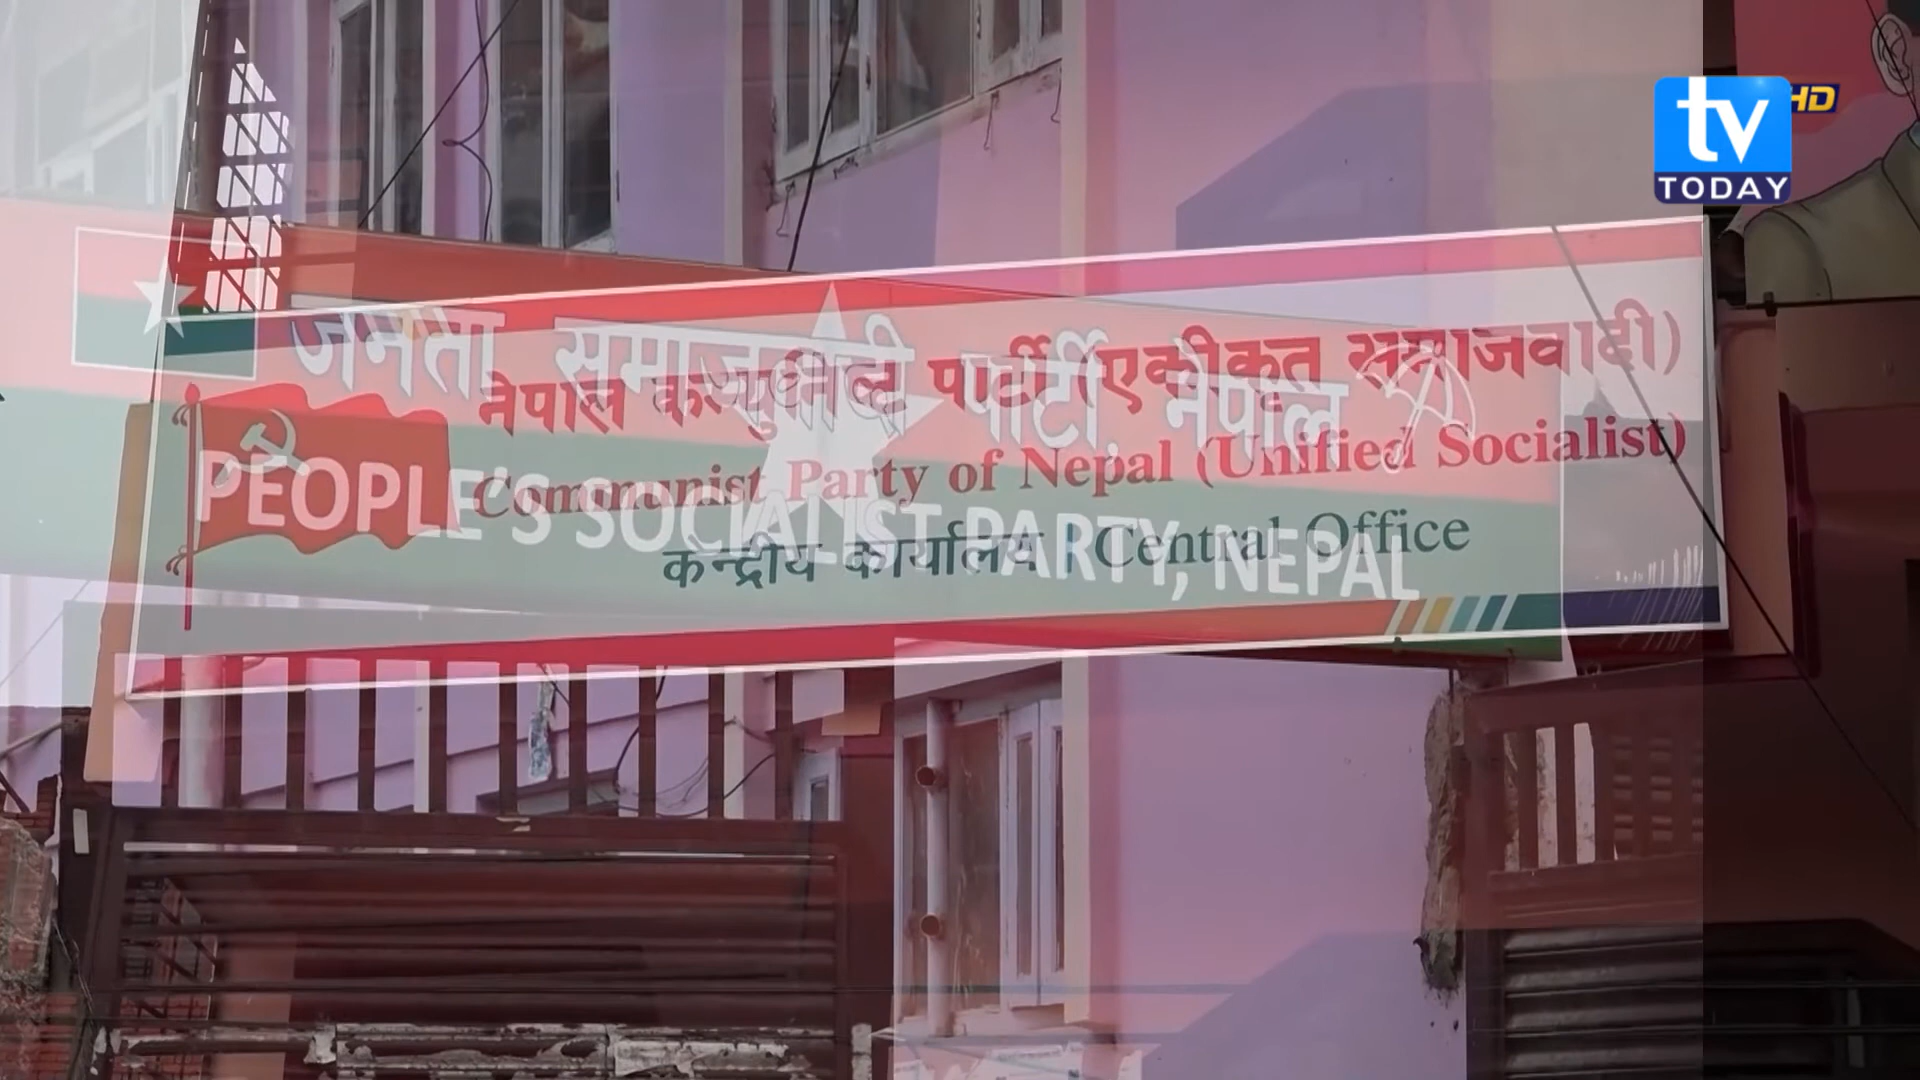 tv HD
TODAY
जनता समाजवादी पार्टी, नेपाल
PEOPLE'S SOCIALIST PARTY, NEPAL
नेपाल कम्युनिष्ट पार्टी (एकीकृत समाजवादी)
Communist Party of Nepal (Unified Socialist)
केन्द्रीय कार्यालय | Central Office